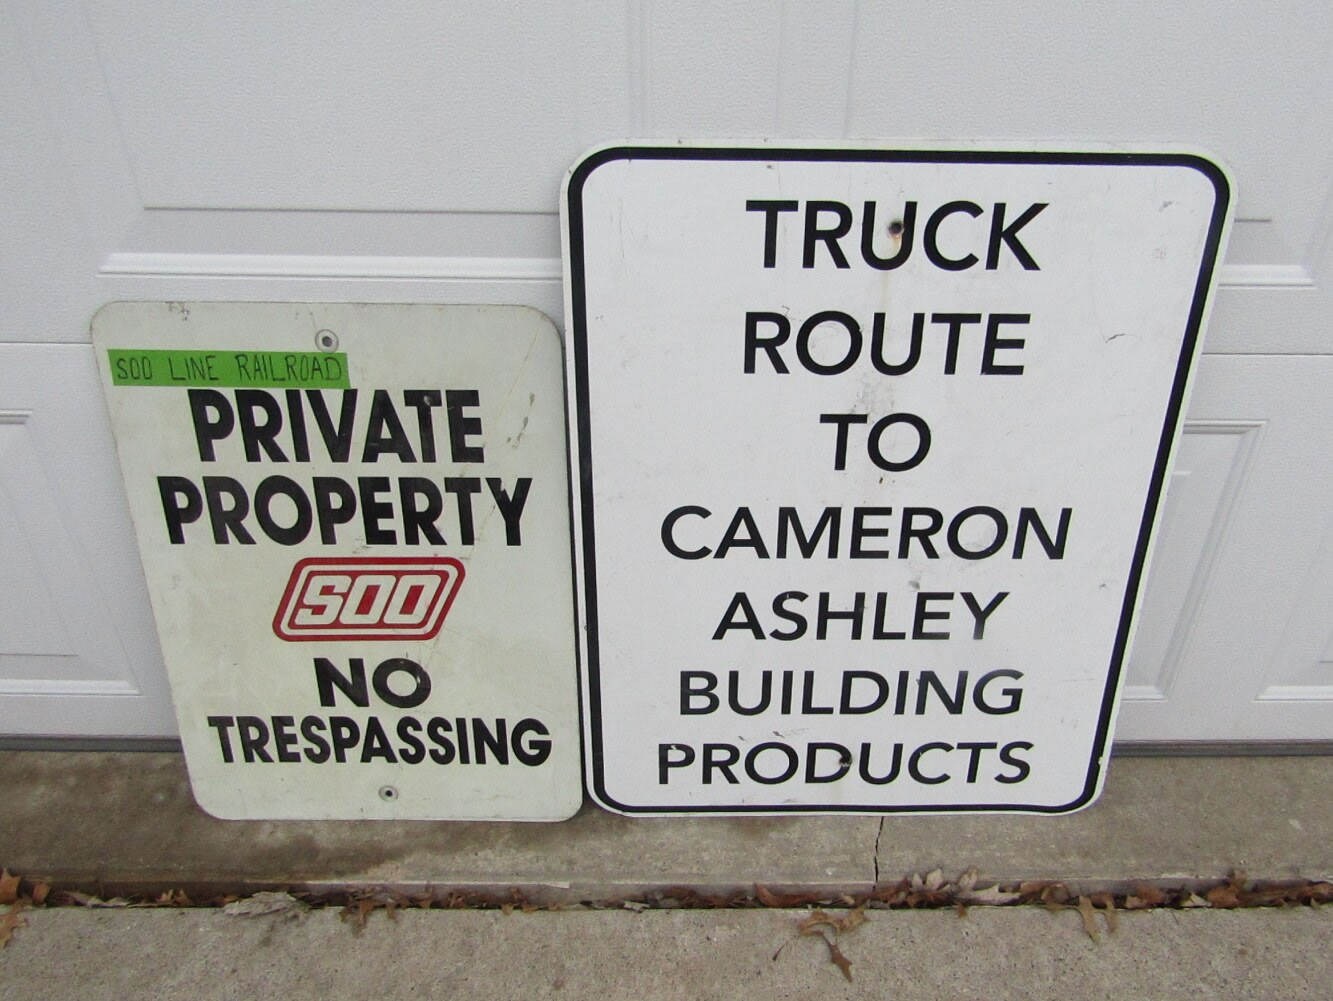 SOO LINE RAILROAD
PRIVATE
PROPERTY
SOO
NO
TRESPASSING
TRUCK
ROUTE
TO
CAMERON
ASHLEY
BUILDING
PRODUCTS